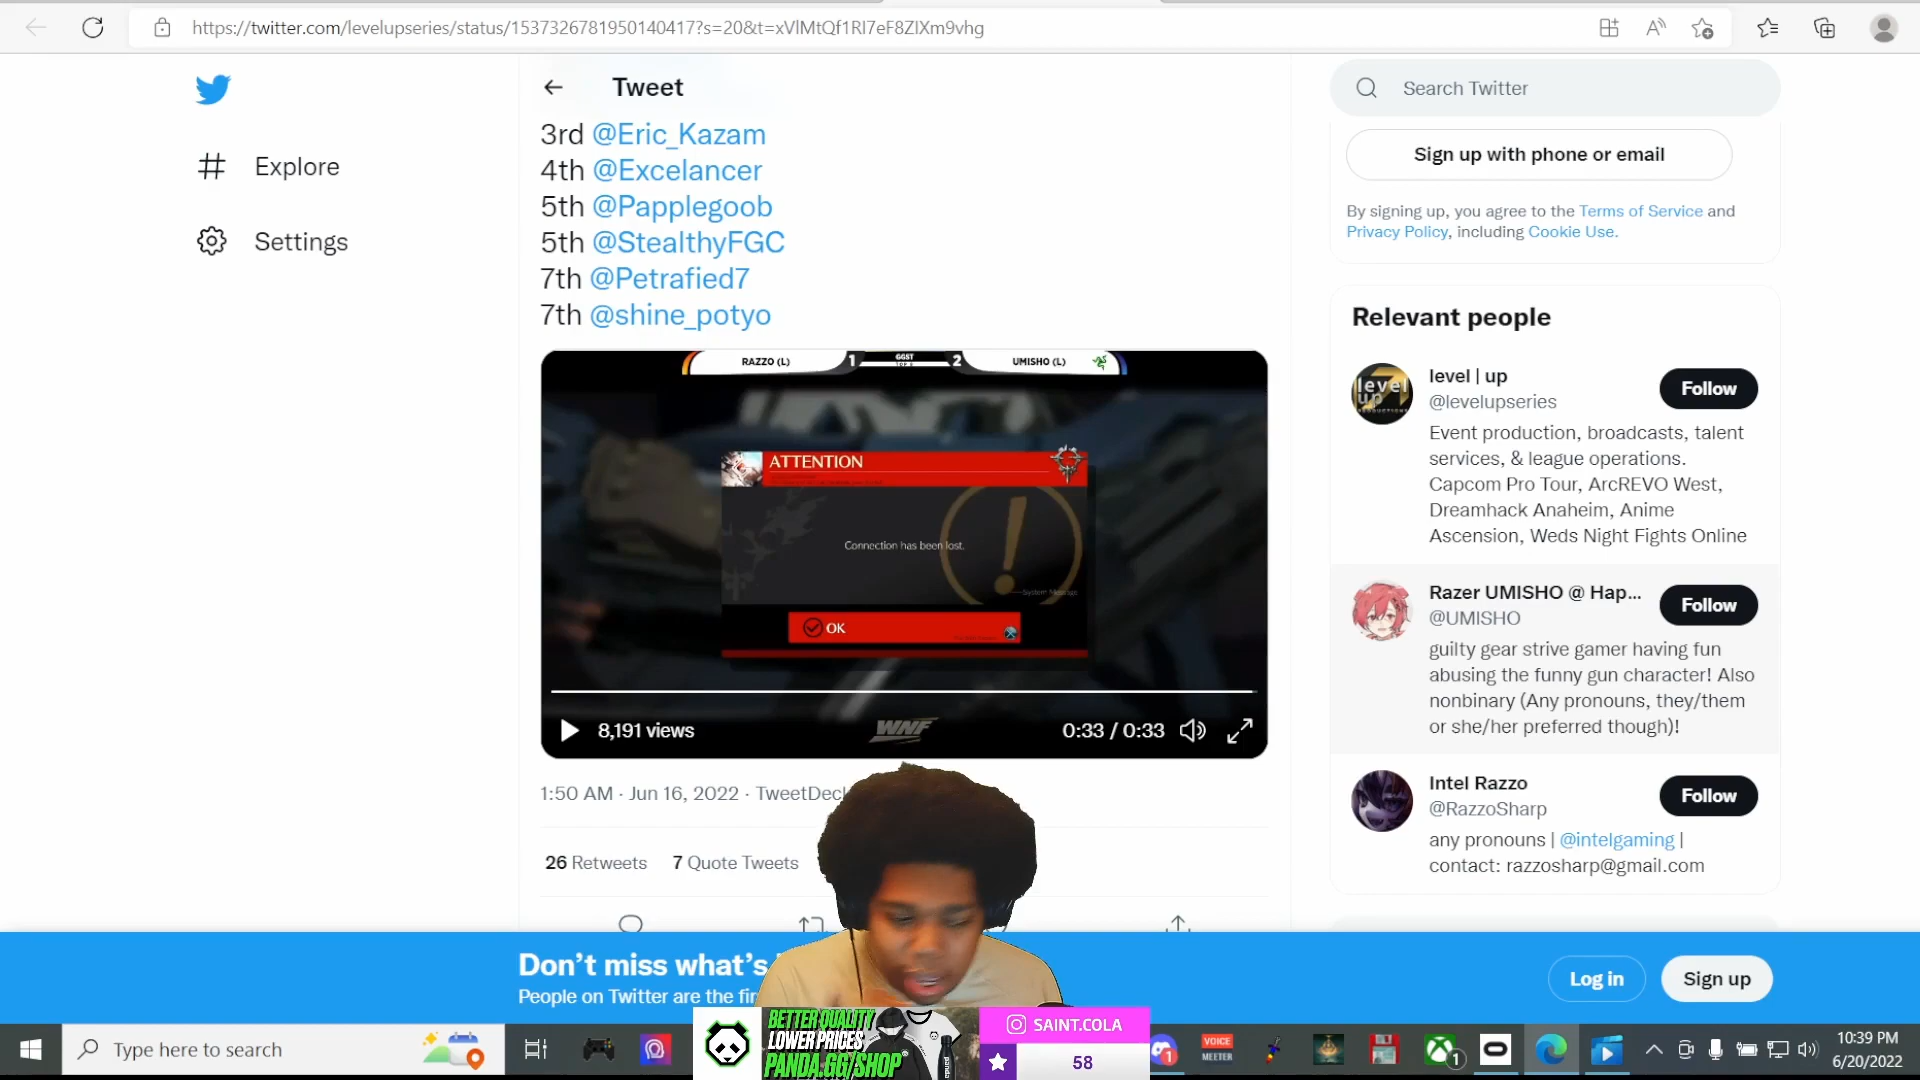 https://twitter.com/levelupseries/status/1537326781950140417?s=20&t=xVlMtQf1Rl7eF8ZlXm9vhg
Tweet
Explore
Settings
3rd @Eric_Kazam
4th @Excelancer
5th @Papplegoob
5th @StealthyFGC
7th @Petrafied7
7th @shine_potyo
RAZZO (L) 1 GGST 2 UMISHO (L)
ATTENTION
Connection has been lost.
OK
8,191 views
WNF
0:33 / 0:33
1:50 AM · Jun 16, 2022 · TweetDeck
26 Retweets 7 Quote Tweets
Search Twitter
Sign up with phone or email
By signing up, you agree to the Terms of Service and
Privacy Policy, including Cookie Use.
Relevant people
level up
level | up
@levelupseries
Follow
Event production, broadcasts, talent
services, & league operations.
Capcom Pro Tour, ArcREVO West,
Dreamhack Anaheim, Anime
Ascension, Weds Night Fights Online
Razer UMISHO @ Hap...
@UMISHO
Follow
guilty gear strive gamer having fun
abusing the funny gun character! Also
nonbinary (Any pronouns, they/them
or she/her preferred though)!
Intel Razzo
@RazzoSharp
Follow
any pronouns | @intelgaming |
contact: razzosharp@gmail.com
Don't miss what's
People on Twitter are the fir
Log in
Sign up
BETTER QUALITY
LOWER PRICES
PANDA.GG/SHOP
SAINT.COLA
58
Type here to search
1
VOICE
MEETER
1
10:39 PM
6/20/2022